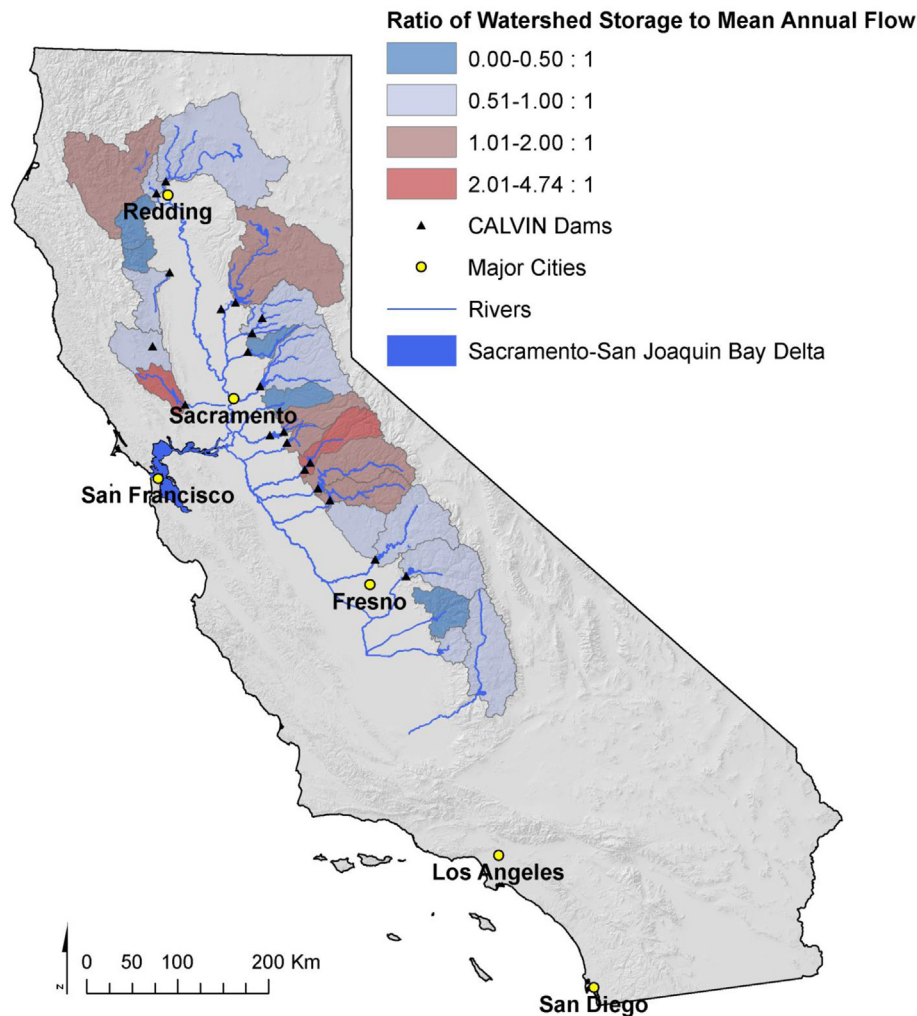 Ratio of Watershed Storage to Mean Annual Flow
0.00-0.50 : 1
0.51-1.00 : 1
1.01-2.00 : 1
2.01-4.74 : 1
CALVIN Dams
Major Cities
Rivers
Sacramento-San Joaquin Bay Delta
Redding
Sacramento
San Francisco
Fresno
Los Angeles
San Diego
N
0 50 100 200 Km